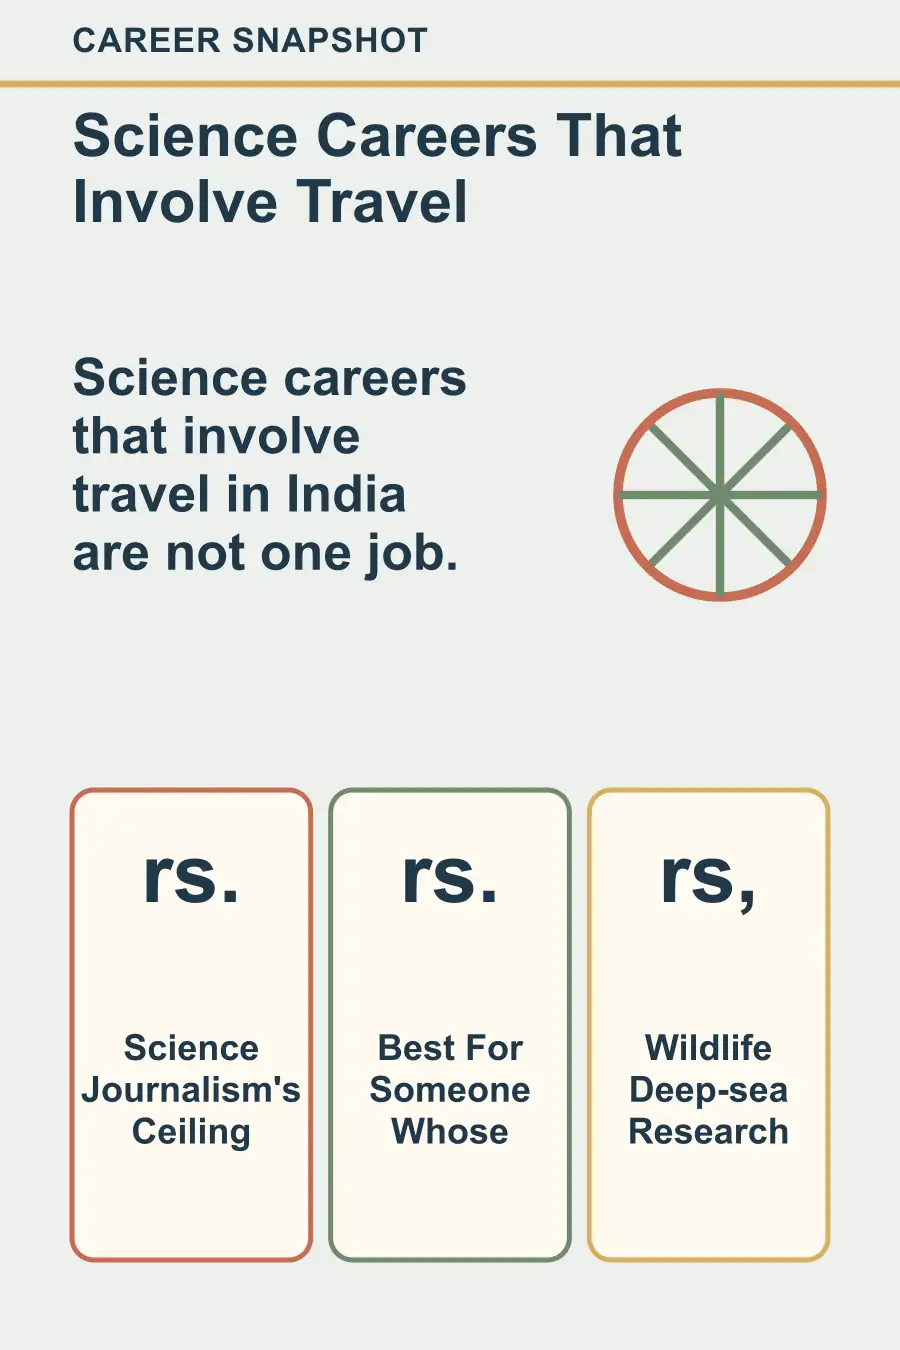 CAREER SNAPSHOT
Science Careers That
Involve Travel
Science careers
that involve
travel in India
are not one job.
rs.
Science
Journalism's
Ceiling
rs.
Best For
Someone
Whose
rs,
Wildlife
Deep-sea
Research